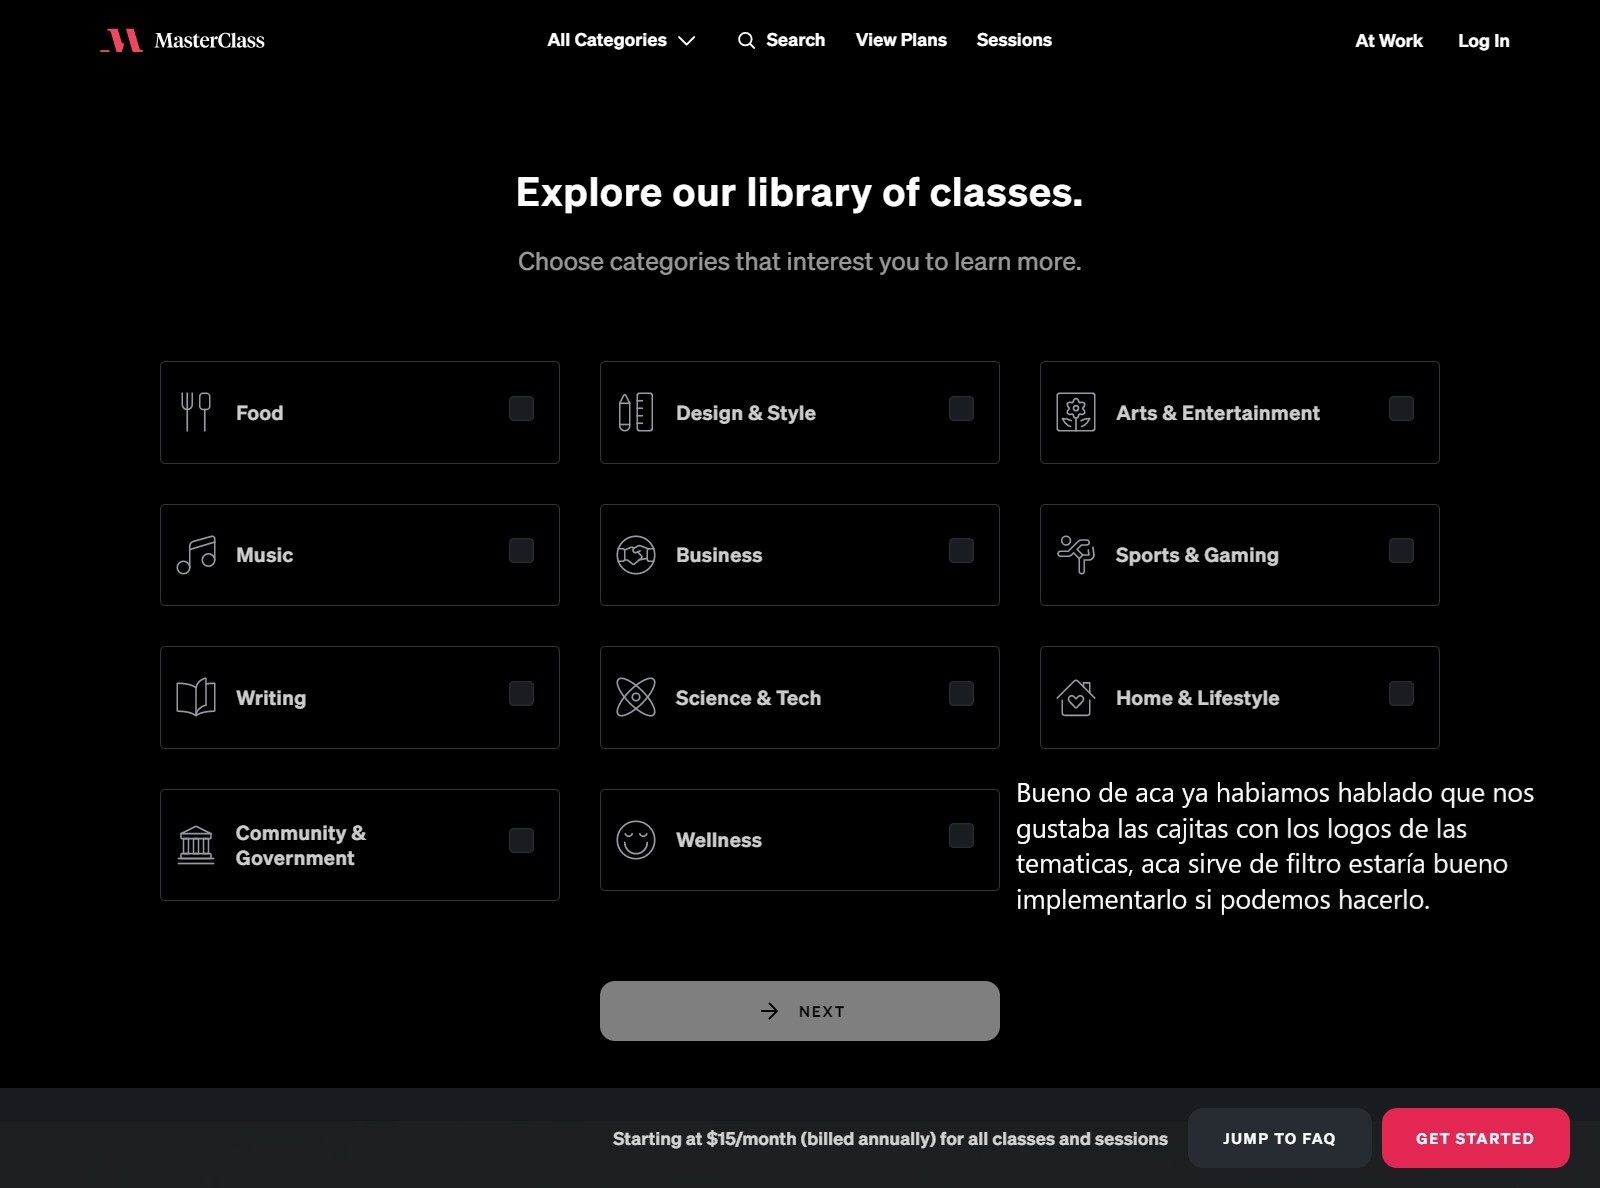 MasterClass
All Categories
Search
View Plans
Sessions
At Work
Log In
Explore our library of classes.
Choose categories that interest you to learn more.
Food
Design & Style
Arts & Entertainment
Music
Business
Sports & Gaming
Writing
Science & Tech
Home & Lifestyle
Community &
Government
Wellness
Bueno de aca ya habiamos hablado que nos
gustaba las cajitas con los logos de las
tematicas, aca sirve de filtro estaría bueno
implementarlo si podemos hacerlo.
NEXT
Starting at $15/month (billed annually) for all classes and sessions
JUMP TO FAQ
GET STARTED